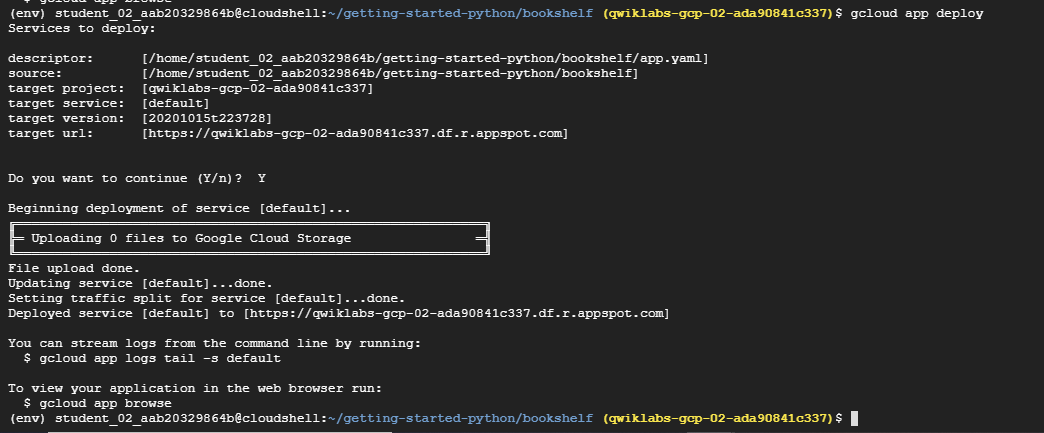 $ gcloud app browse
(env) student_02_aab20329864b@cloudshell:~/getting-started-python/bookshelf (qwiklabs-gcp-02-ada90841c337)$ gcloud app deploy
Services to deploy:
descriptor:      [/home/student_02_aab20329864b/getting-started-python/bookshelf/app.yaml]
source:          [/home/student_02_aab20329864b/getting-started-python/bookshelf]
target project:  [qwiklabs-gcp-02-ada90841c337]
target service:  [default]
target version:  [20201015t223728]
target url:      [https://qwiklabs-gcp-02-ada90841c337.df.r.appspot.com]
Do you want to continue (Y/n)?  Y
Beginning deployment of service [default]...
Uploading 0 files to Google Cloud Storage
File upload done.
Updating service [default]...done.
Setting traffic split for service [default]...done.
Deployed service [default] to [https://qwiklabs-gcp-02-ada90841c337.df.r.appspot.com]
You can stream logs from the command line by running:
$ gcloud app logs tail -s default
To view your application in the web browser run:
$ gcloud app browse
(env) student_02_aab20329864b@cloudshell:~/getting-started-python/bookshelf (qwiklabs-gcp-02-ada90841c337)$